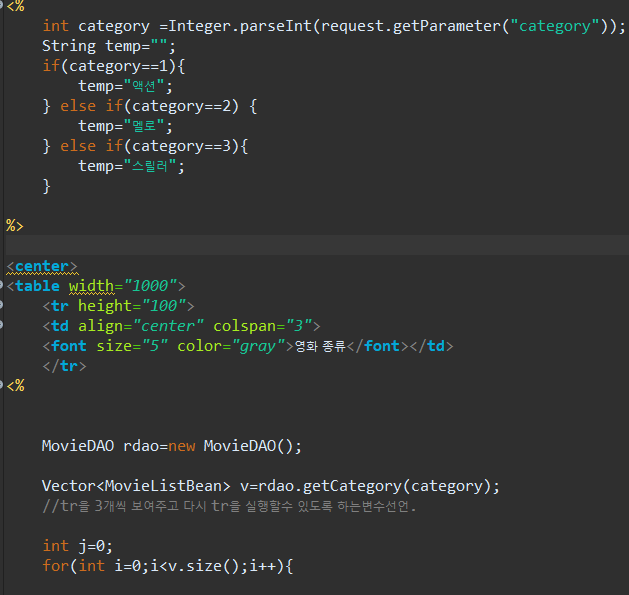 <%
int category =Integer.parseInt(request.getParameter("category"));
String temp="";
if(category==1){
temp="액션";
} else if(category==2) {
temp="멜로";
} else if(category==3){
temp="스릴러";
}
%>
<center>
<table width="1000">
<tr height="100">
<td align="center" colspan="3">
<font size="5" color="gray">영화 종류</font></td>
</tr>
<%
MovieDAO rdao=new MovieDAO();
Vector<MovieListBean> v=rdao.getCategory(category);
//tr을 3개씩 보여주고 다시 tr을 실행할수 있도록 하는변수선언.
int j=0;
for(int i=0;i<v.size();i++){